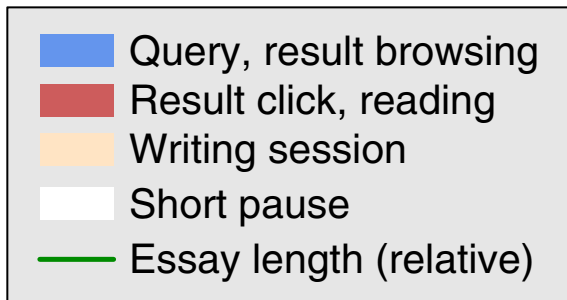 Query, result browsing
Result click, reading
Writing session
Short pause
Essay length (relative)